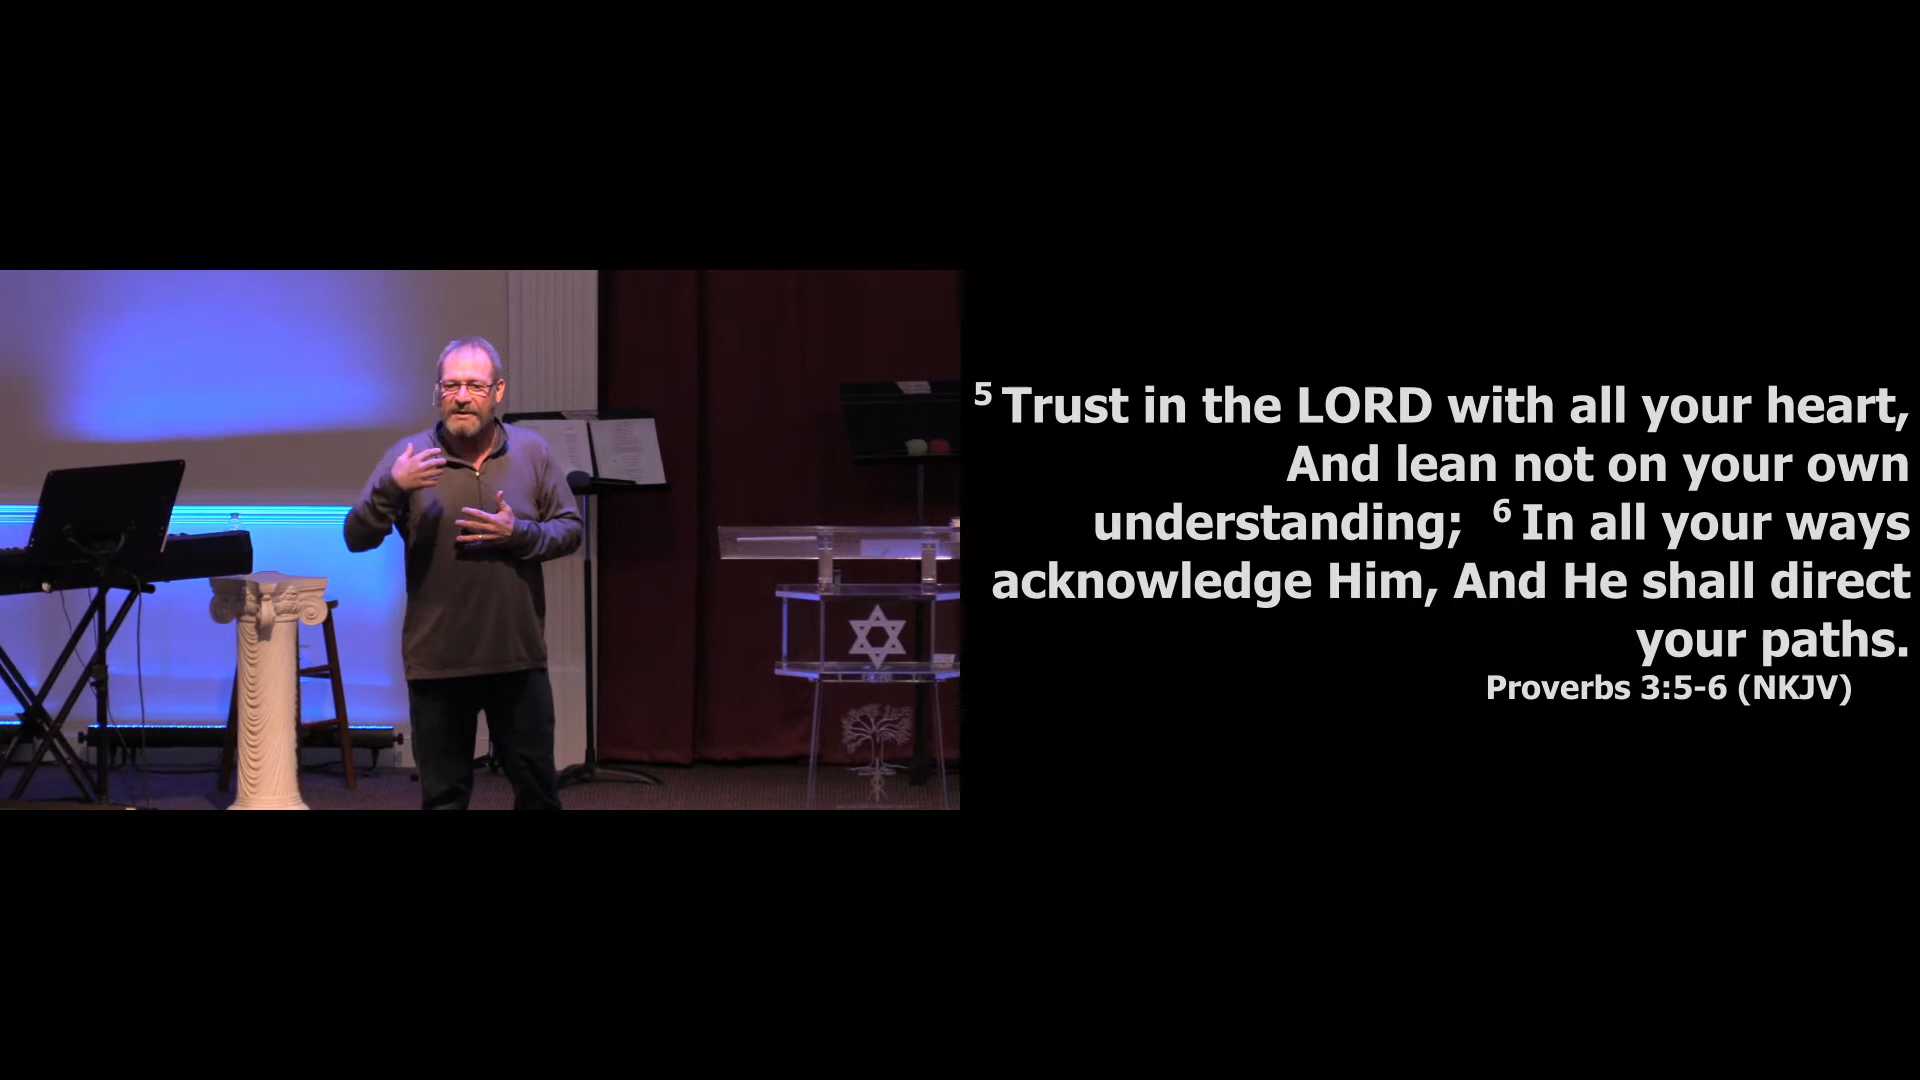 ⁵ Trust in the LORD with all your heart,
And lean not on your own
understanding; ⁶ In all your ways
acknowledge Him, And He shall direct
your paths.
Proverbs 3:5-6 (NKJV)